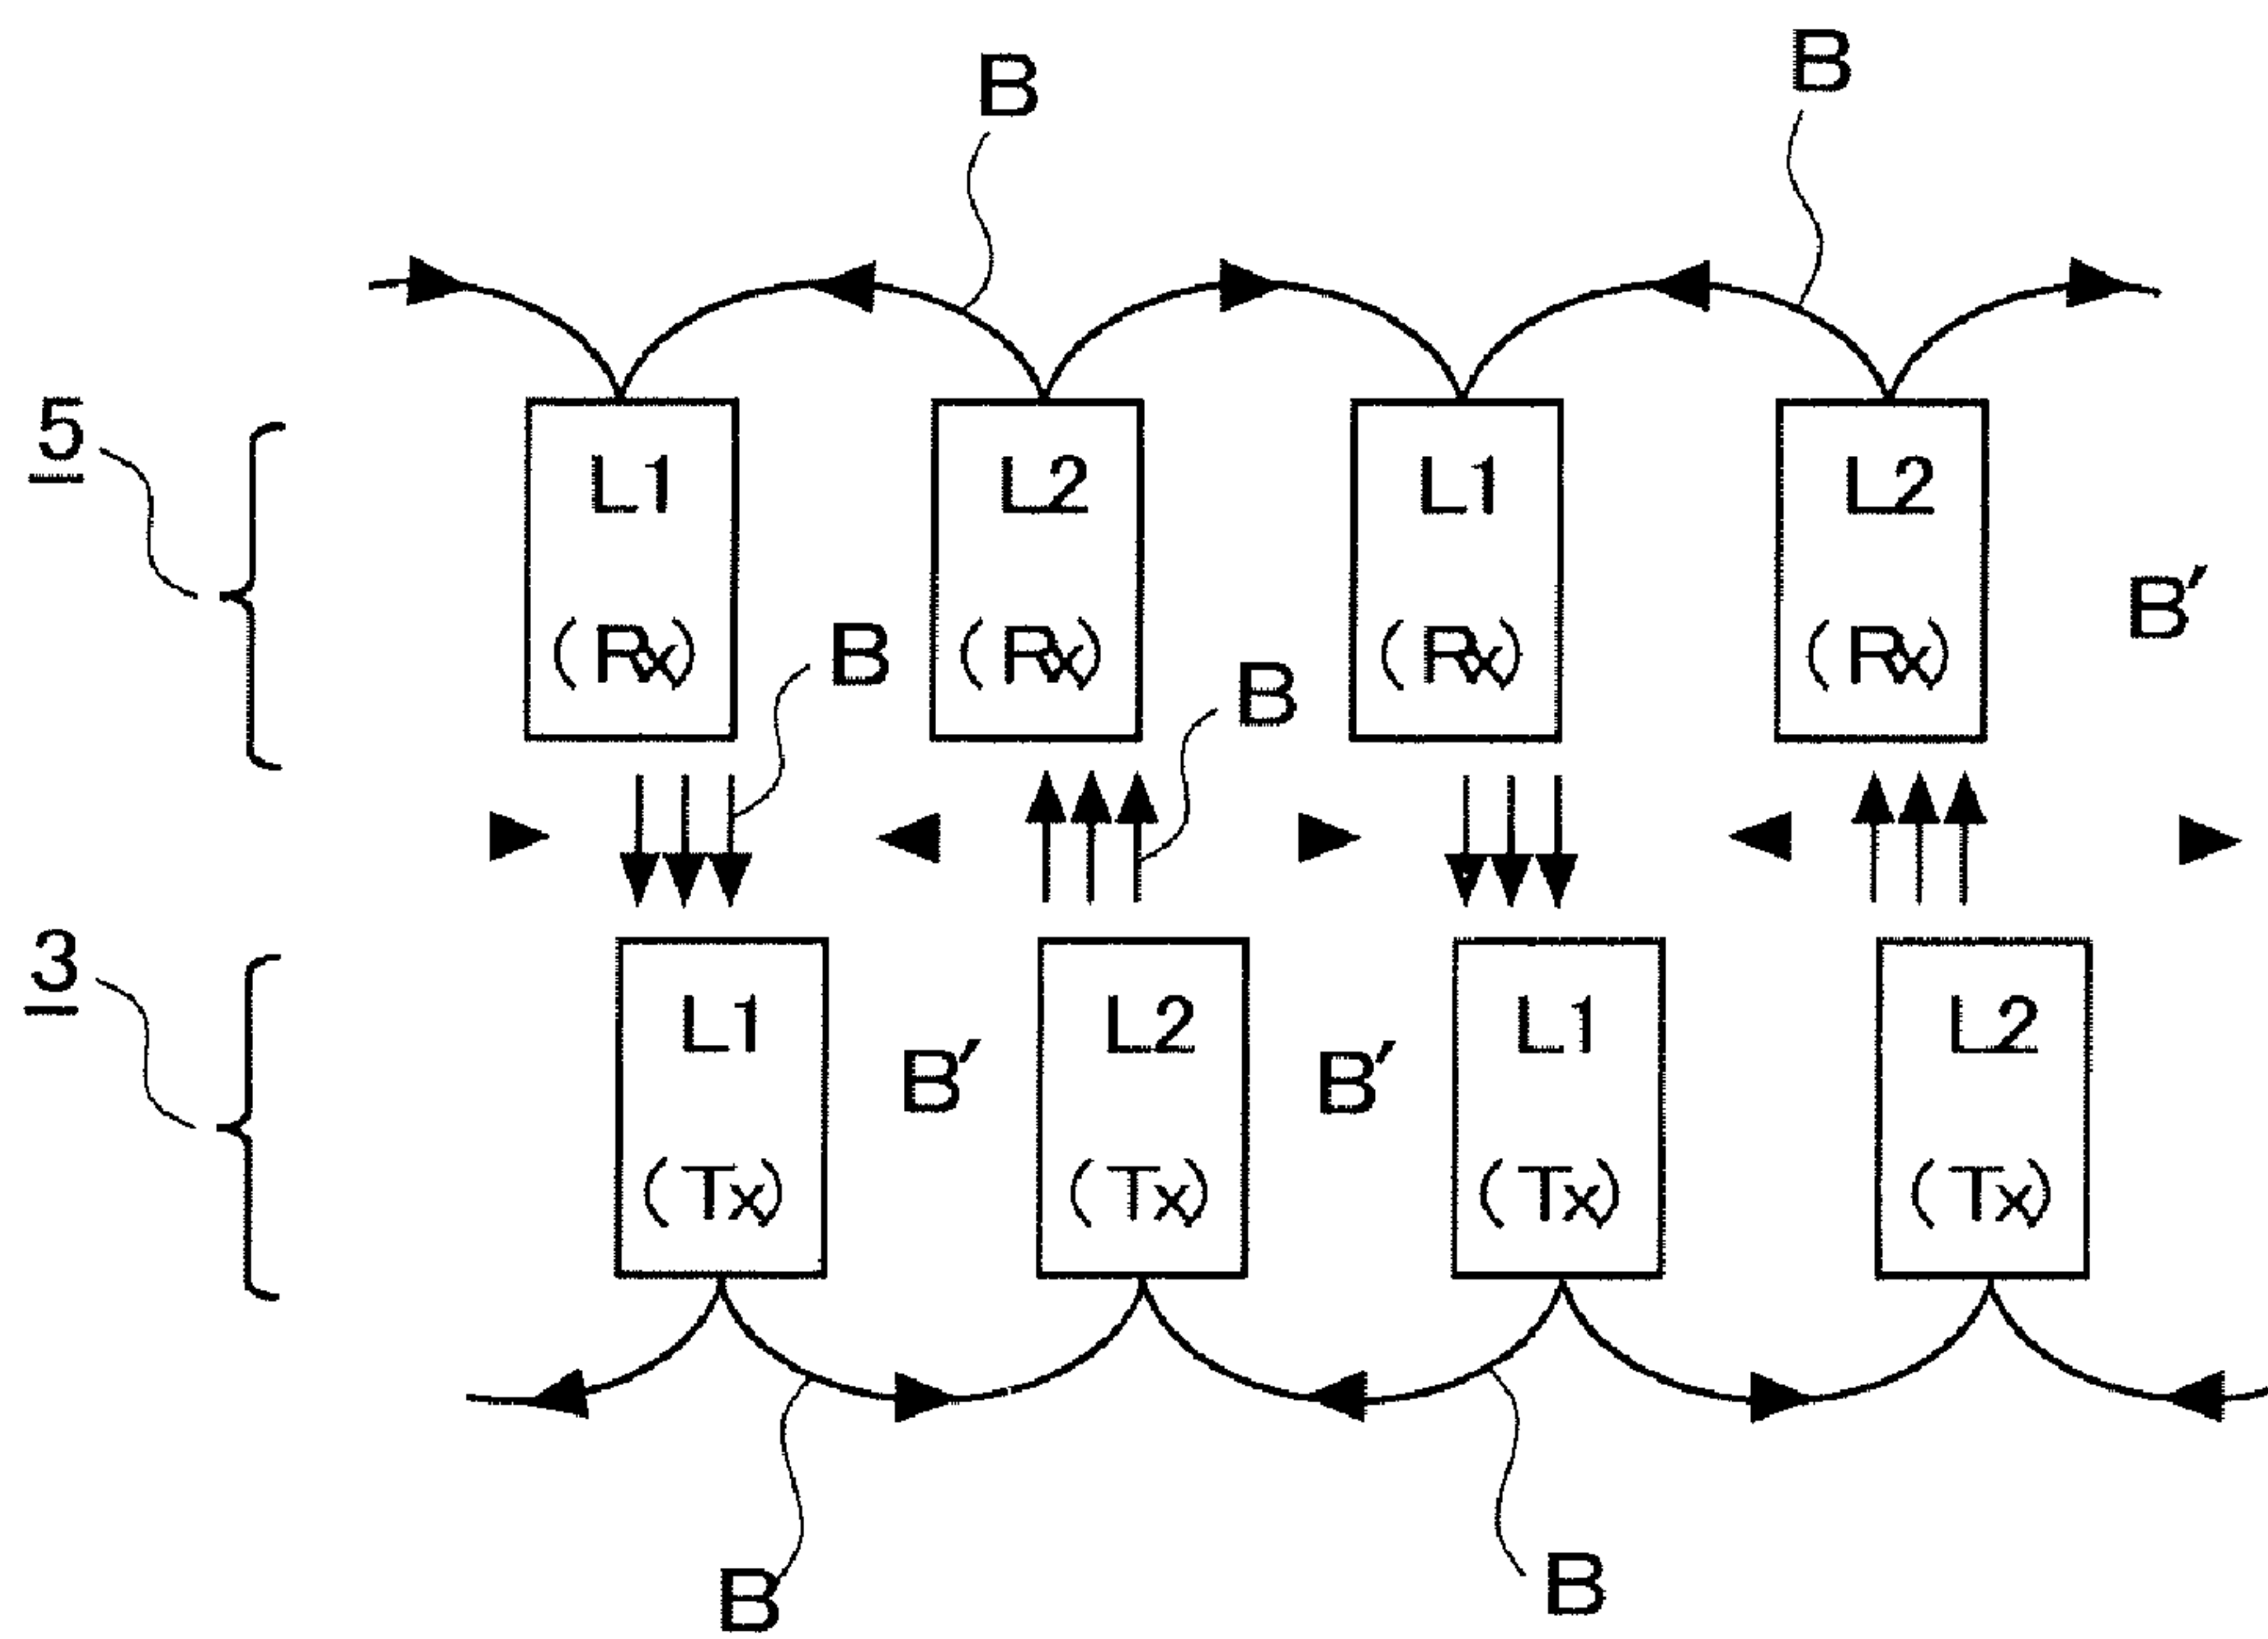 B B
5 L1 L2 L1 L2
(Rx) B (Rx) B (Rx) (Rx) B′
3 L1 L2 L1 L2
B′ B′
(Tx) (Tx) (Tx) (Tx)
B B